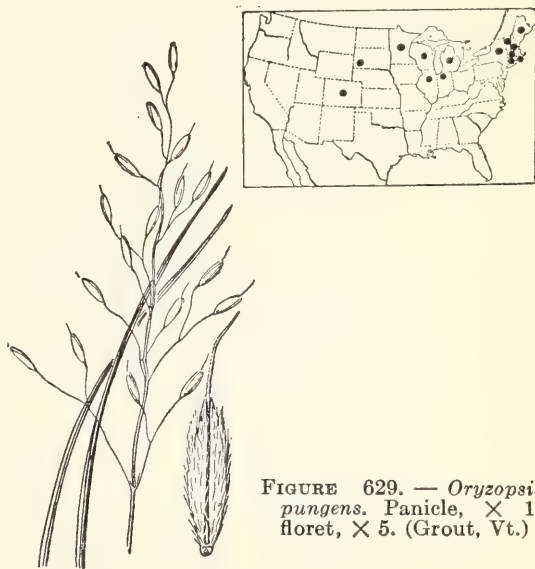 FIGURE 629. — Oryzopsi
pungens. Panicle, × 1
floret, × 5. (Grout, Vt.)